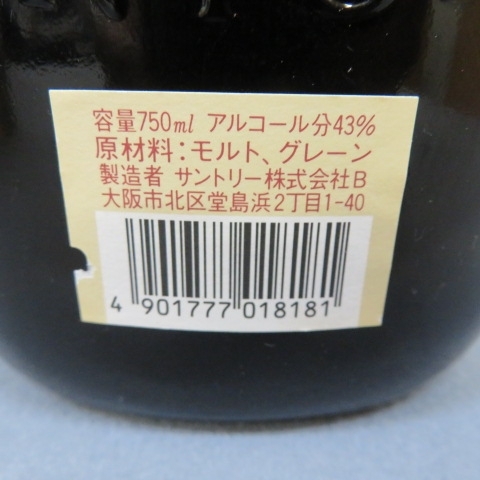 容量750ml アルコール分43%
原材料：モルト、グレーン
製造者 サントリー株式会社B
大阪市北区堂島浜2丁目1-40
4 901777 018181